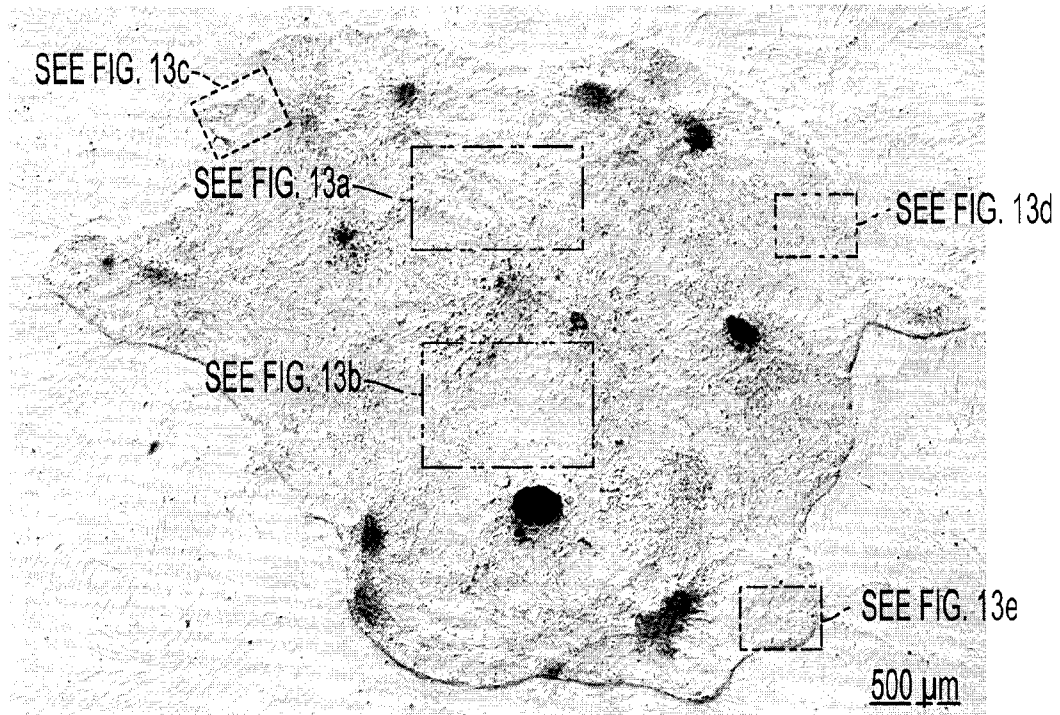 SEE FIG. 13c
SEE FIG. 13a
SEE FIG. 13d
SEE FIG. 13b
SEE FIG. 13e
500 µm